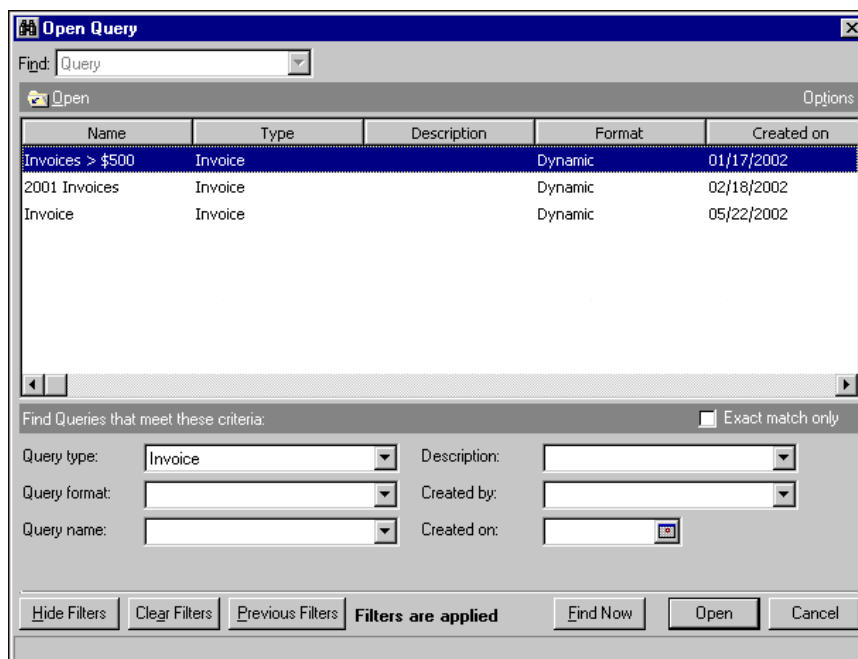 Open Query
Find: Query
Open Options
Name Type Description Format Created on
Invoices > $500 Invoice Dynamic 01/17/2002
2001 Invoices Invoice Dynamic 02/18/2002
Invoice Invoice Dynamic 05/22/2002
Find Queries that meet these criteria: Exact match only
Query type: Invoice Description:
Query format: Created by:
Query name: Created on:
Hide Filters Clear Filters Previous Filters Filters are applied Find Now Open Cancel